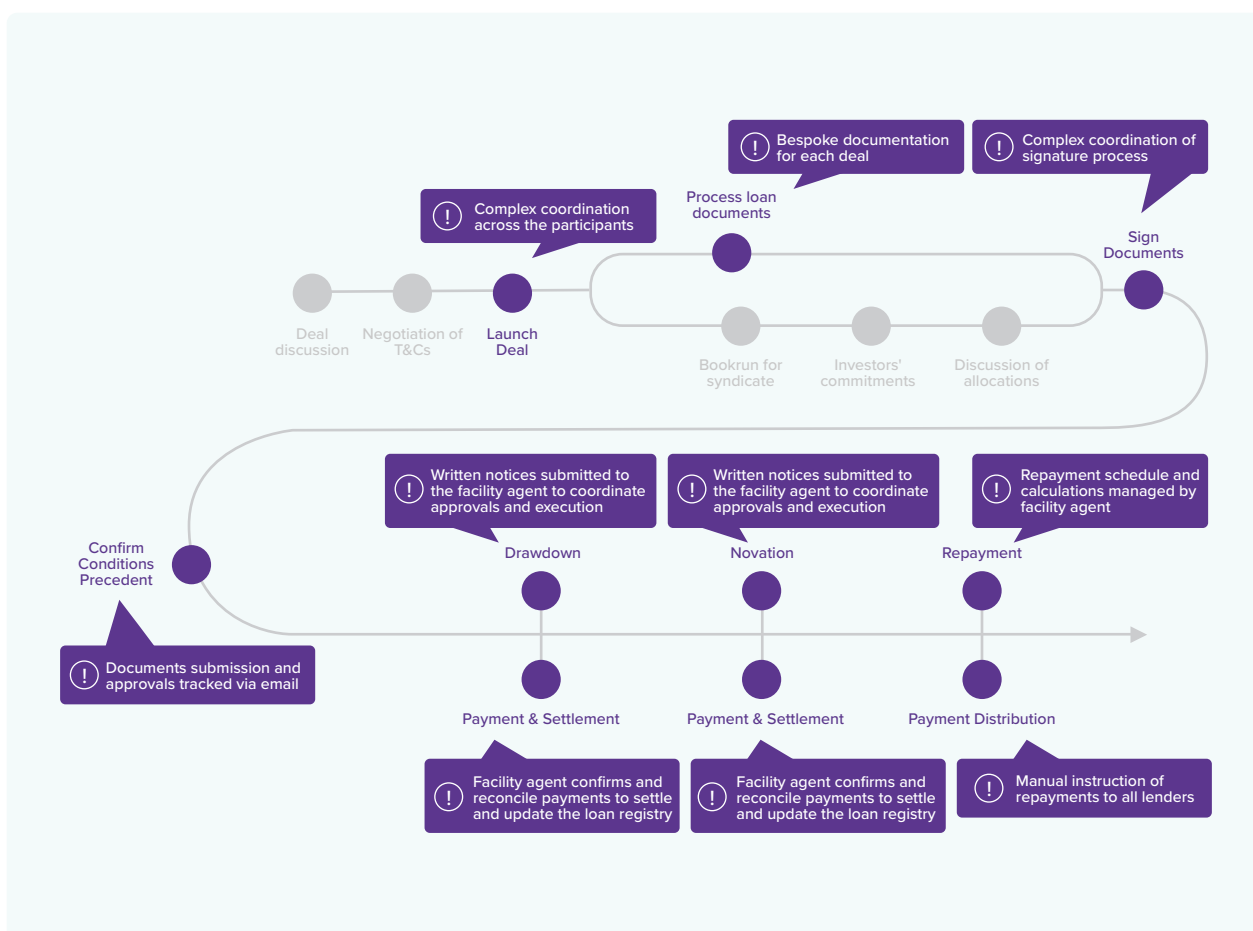 Bespoke documentation
for each deal
Complex coordination of
signature process
Complex coordination
across the participants
Process loan
documents
Sign
Documents
Deal
discussion
Negotiation of
T&Cs
Launch
Deal
Bookrun for
syndicate
Investors'
commitments
Discussion of
allocations
Written notices submitted to
the facility agent to coordinate
approvals and execution
Written notices submitted to
the facility agent to coordinate
approvals and execution
Repayment schedule and
calculations managed by
facility agent
Confirm
Conditions
Precedent
Drawdown
Novation
Repayment
Documents submission and
approvals tracked via email
Payment & Settlement
Payment & Settlement
Payment Distribution
Facility agent confirms and
reconcile payments to settle
and update the loan registry
Facility agent confirms and
reconcile payments to settle
and update the loan registry
Manual instruction of
repayments to all lenders